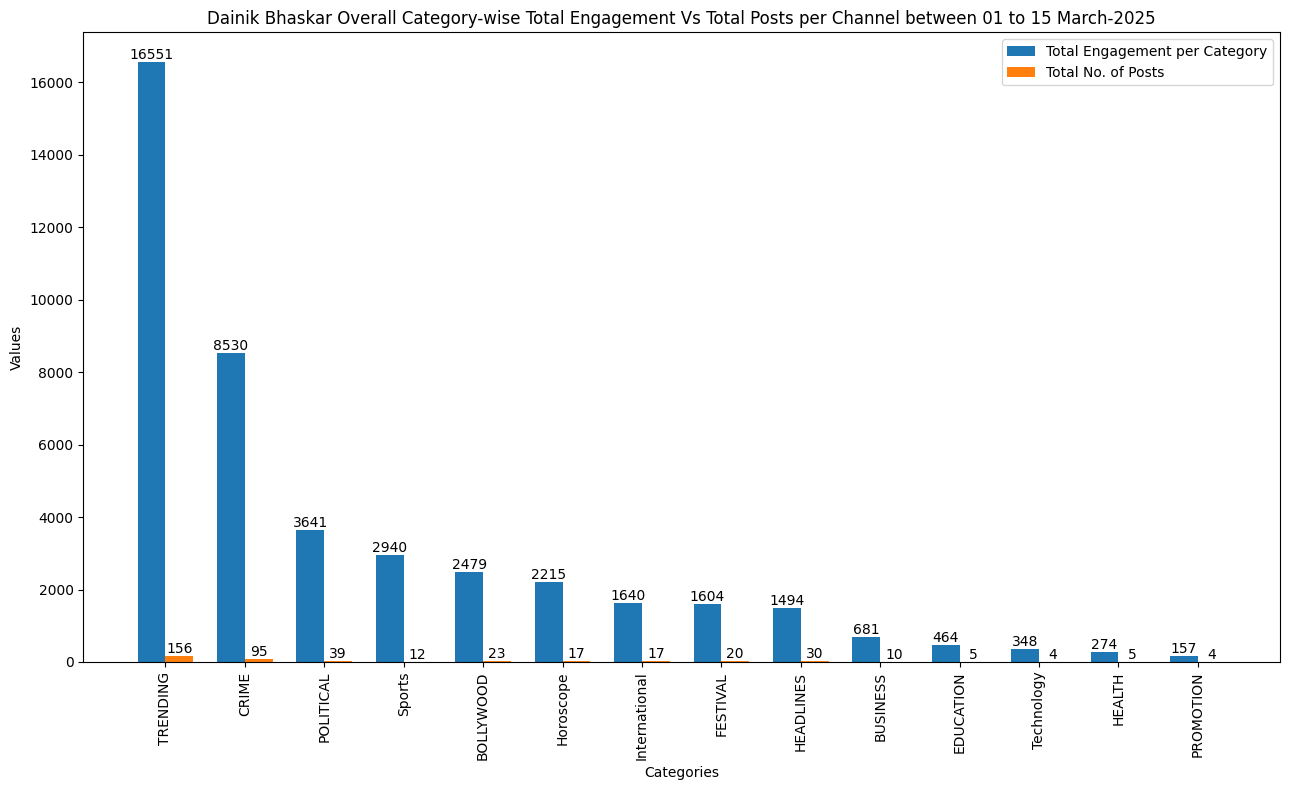 Dainik Bhaskar Overall Category-wise Total Engagement Vs Total Posts per Channel between 01 to 15 March-2025
Total Engagement per Category
Total No. of Posts
Values
16000
14000
12000
10000
8000
6000
4000
2000
0
16551
156
8530
95
3641
39
2940
12
2479
23
2215
17
1640
17
1604
20
1494
30
681
10
464
5
348
4
274
5
157
4
TRENDING
CRIME
POLITICAL
Sports
BOLLYWOOD
Horoscope
International
FESTIVAL
HEADLINES
BUSINESS
EDUCATION
Technology
HEALTH
PROMOTION
Categories